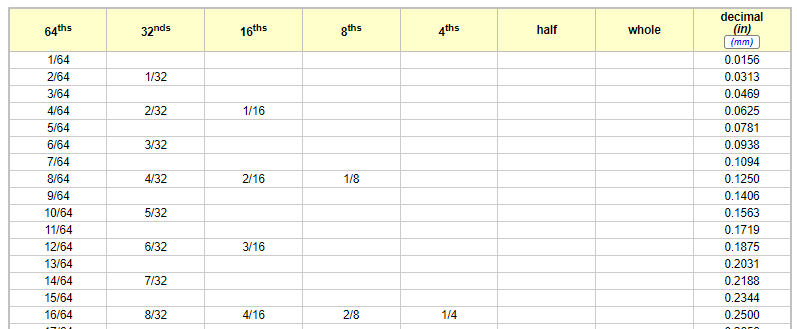 64ths 32nds 16ths 8ths 4ths half whole decimal (in) (mm)
1/64 0.0156
2/64 1/32 0.0313
3/64 0.0469
4/64 2/32 1/16 0.0625
5/64 0.0781
6/64 3/32 0.0938
7/64 0.1094
8/64 4/32 2/16 1/8 0.1250
9/64 0.1406
10/64 5/32 0.1563
11/64 0.1719
12/64 6/32 3/16 0.1875
13/64 0.2031
14/64 7/32 0.2188
15/64 0.2344
16/64 8/32 4/16 2/8 1/4 0.2500